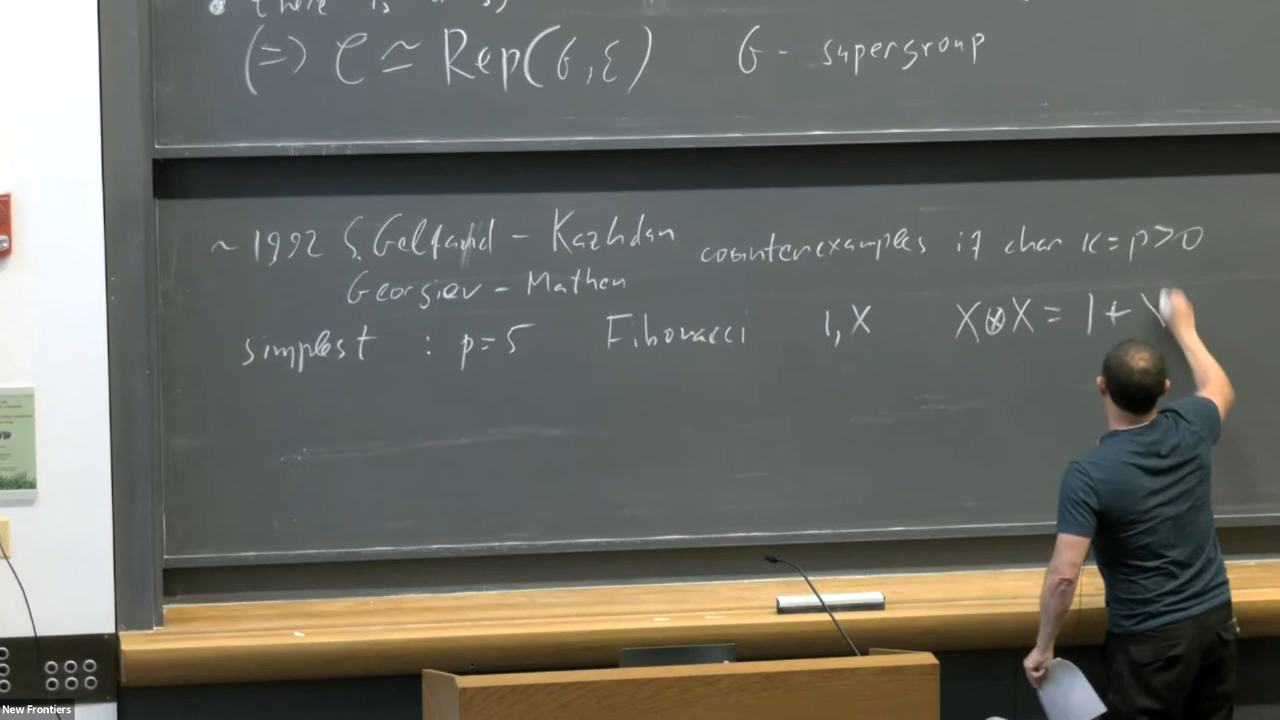 (=>) C ≃ Rep(G, ε) G - supergroup
~ 1992 S. Gelfand - Kazhdan counterexamples if char k = p > 0
Georgiev - Mathieu
simplest : p = 5 Fibonacci 1, X X ⊗ X = 1 +
New Frontiers